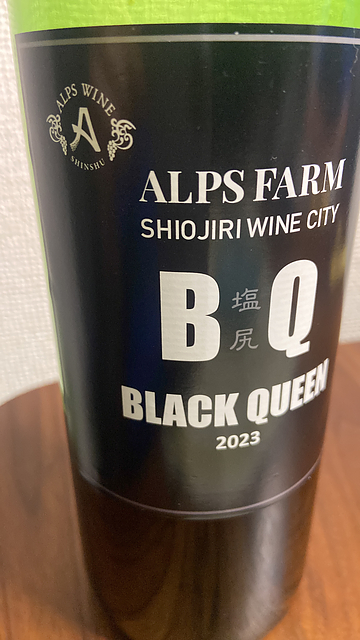 ALPS WINE
A
SHINSHU
ALPS FARM
SHIOJIRI WINE CITY
B 塩尻 Q
BLACK QUEEN
2023